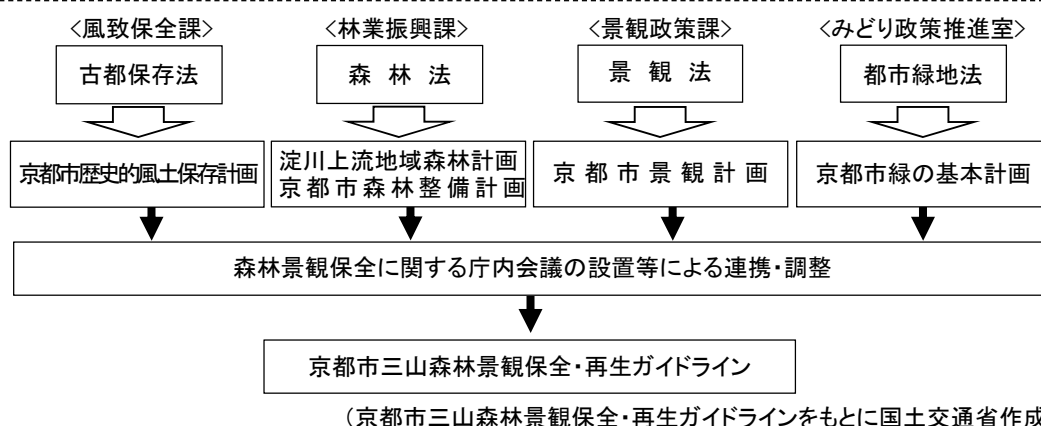 〈風致保全課〉
〈林業振興課〉
〈景観政策課〉
〈みどり政策推進室〉
古都保存法
森林法
景観法
都市緑地法
京都市歴史的風土保存計画
淀川上流地域森林計画
京都市森林整備計画
京都市景観計画
京都市緑の基本計画
森林景観保全に関する庁内会議の設置等による連携・調整
京都市三山森林景観保全・再生ガイドライン
(京都市三山森林景観保全・再生ガイドラインをもとに国土交通省作成